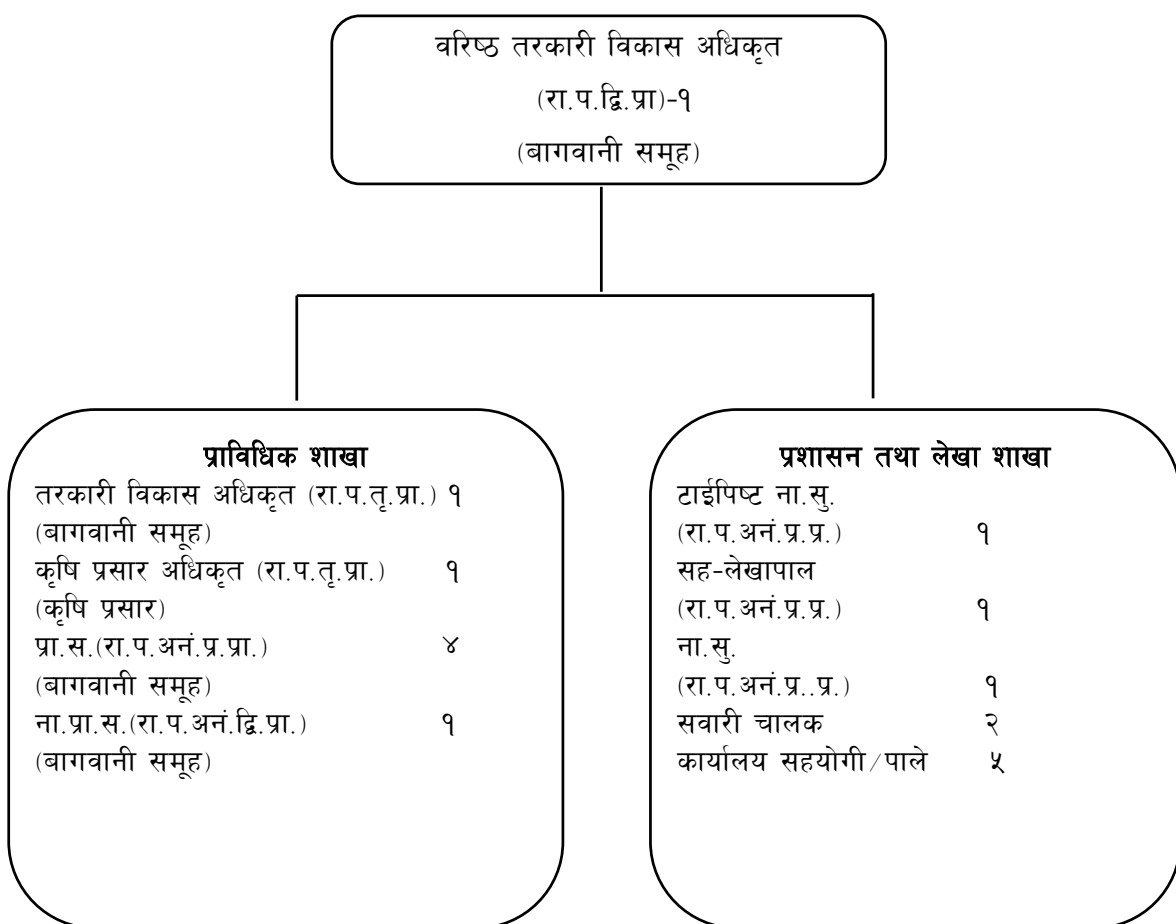 वरिष्ठ तरकारी विकास अधिकृत
(रा.प.द्वि.प्रा)-१
(बागवानी समूह)
प्राविधिक शाखा
तरकारी विकास अधिकृत (रा.प.तृ.प्रा.) १
(बागवानी समूह)
कृषि प्रसार अधिकृत (रा.प.तृ.प्रा.) १
(कृषि प्रसार)
प्रा.स.(रा.प.अनं.प्र.प्रा.) ४
(बागवानी समूह)
ना.प्रा.स.(रा.प.अनं.द्वि.प्रा.) १
(बागवानी समूह)
प्रशासन तथा लेखा शाखा
टाईपिष्ट ना.सु.
(रा.प.अनं.प्र.प्र.) १
सह-लेखापाल
(रा.प.अनं.प्र.प्र.) १
ना.सु.
(रा.प.अनं.प्र..प्र.) १
सवारी चालक २
कार्यालय सहयोगी/पाले ५